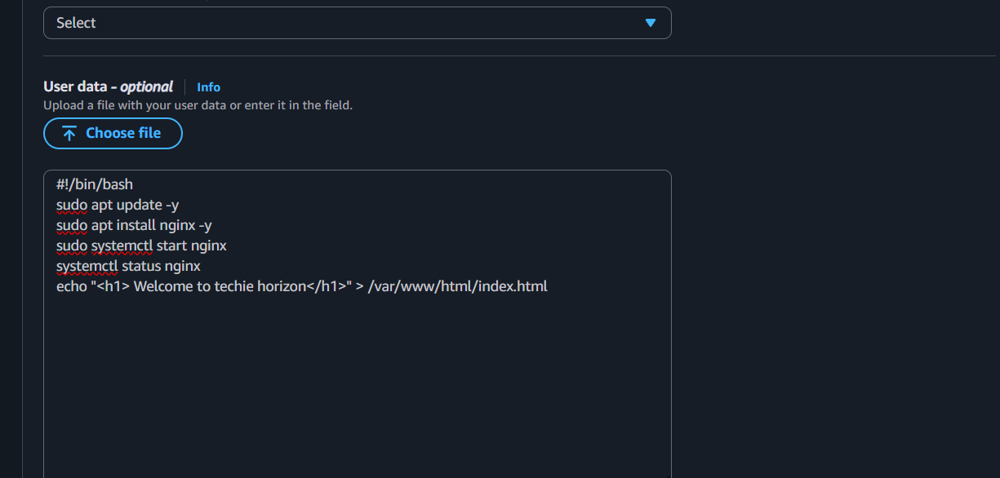 Select
User data - optional Info
Upload a file with your user data or enter it in the field.
Choose file
#!/bin/bash
sudo apt update -y
sudo apt install nginx -y
sudo systemctl start nginx
systemctl status nginx
echo "<h1> Welcome to techie horizon</h1>" > /var/www/html/index.html